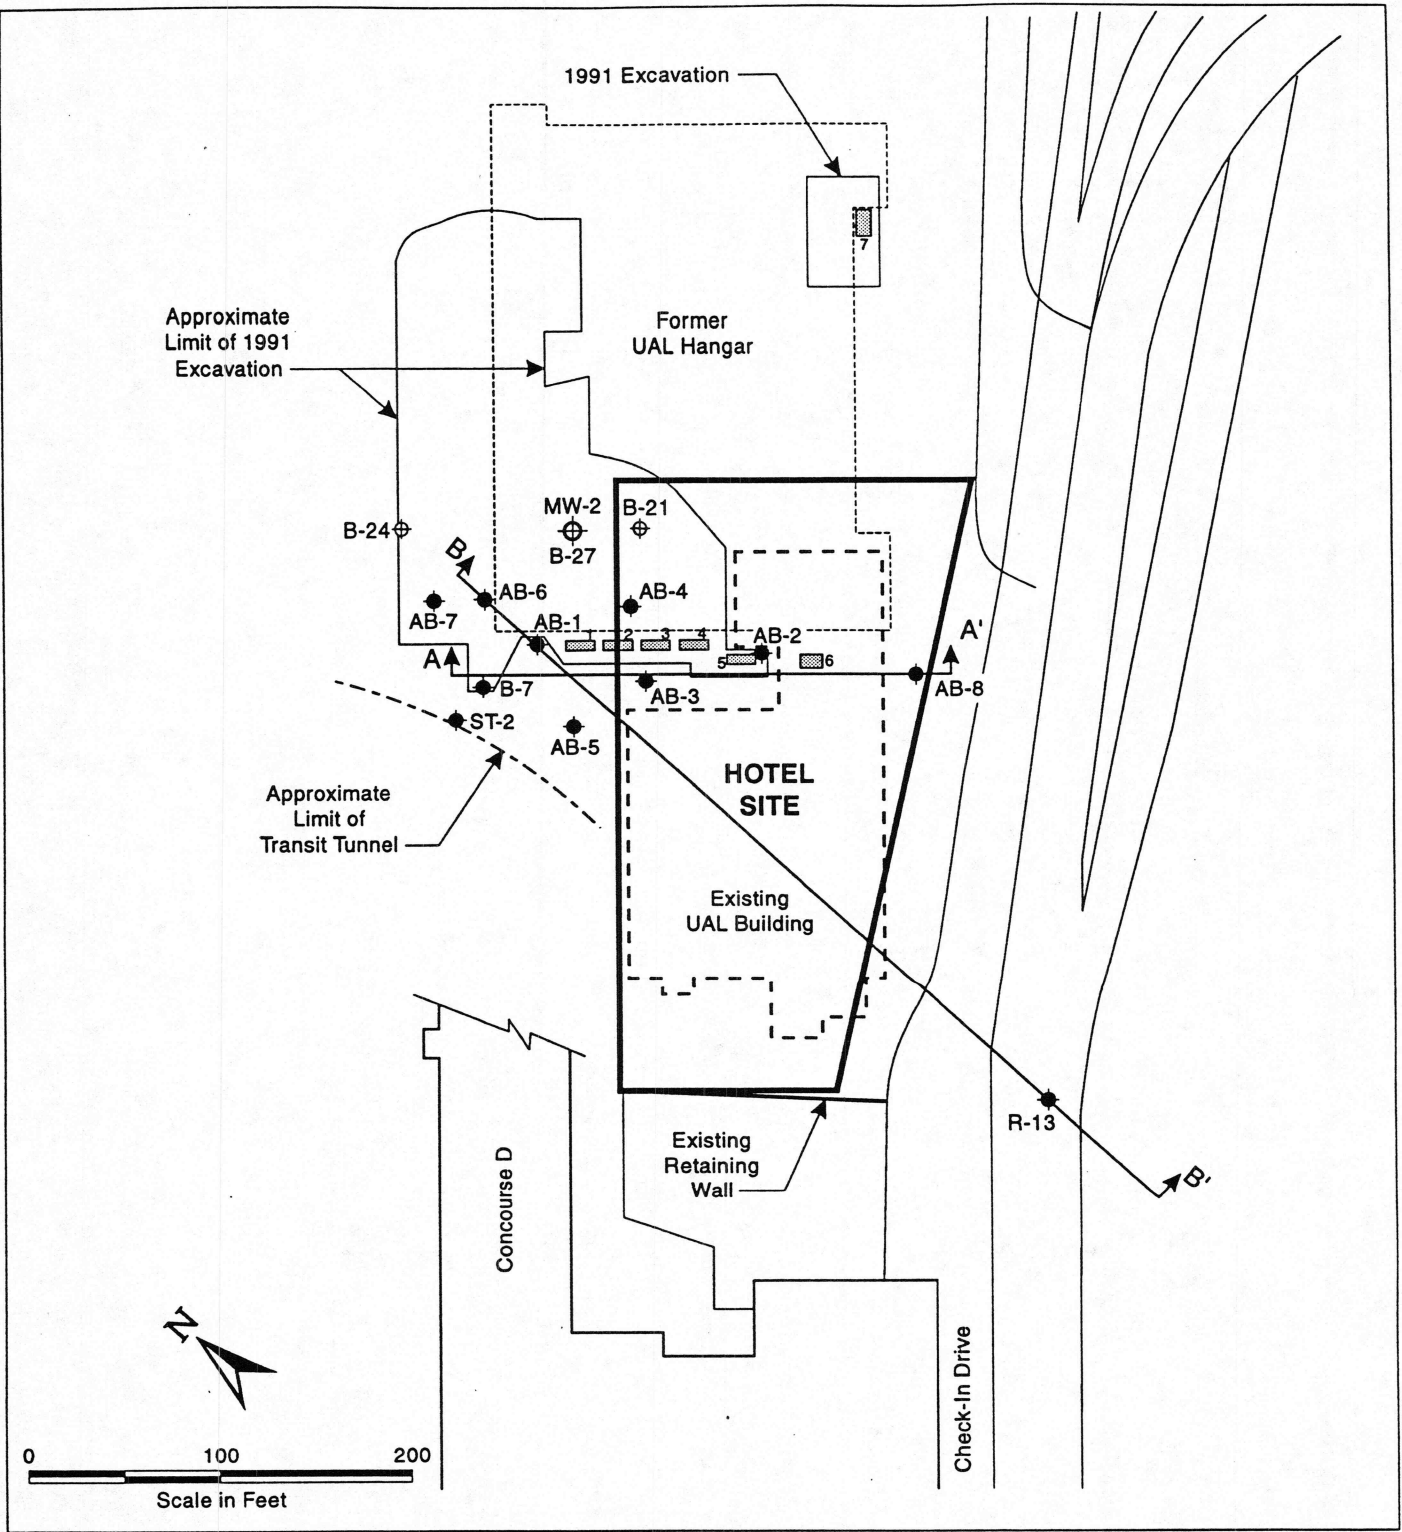 1991 Excavation
7
Approximate
Limit of 1991
Excavation
Former
UAL Hangar
MW-2
B-21
B-24
B-27
B
AB-6
AB-4
AB-7
AB-1
1
2
3
4
AB-2
A'
A
5
6
B-7
AB-3
AB-8
ST-2
AB-5
HOTEL
SITE
Approximate
Limit of
Transit Tunnel
Existing
UAL Building
R-13
Existing
Retaining
Wall
B'
Concourse D
N
Check-In Drive
0 100 200
Scale in Feet